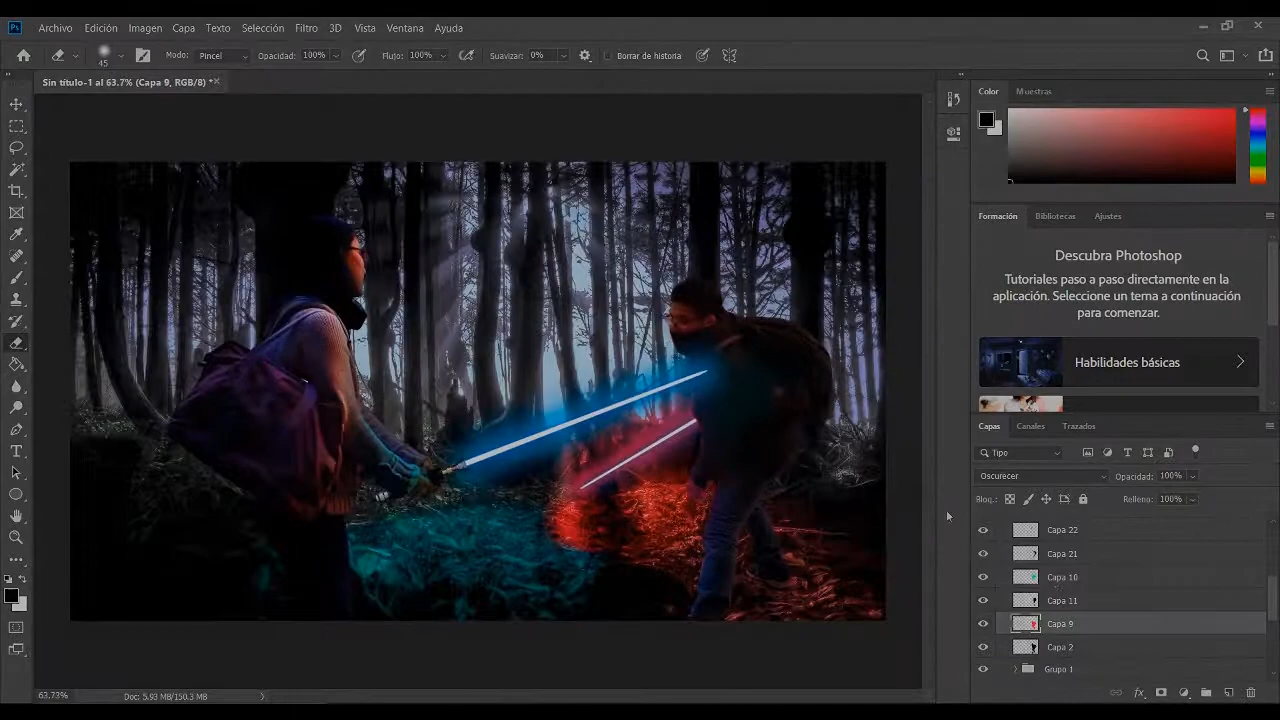 Ps Archivo Edición Imagen Capa Texto Selección Filtro 3D Vista Ventana Ayuda
45 Modo: Pincel Opacidad: 100% Flujo: 100% Suavizar: 0% Borrar de historia
Sin título-1 al 63.7% (Capa 9, RGB/8) *
Color Muestras
Formación Bibliotecas Ajustes
Descubra Photoshop
Tutoriales paso a paso directamente en la
aplicación. Seleccione un tema a continuación
para comenzar.
Habilidades básicas
Capas Canales Trazados
Tipo
Oscurecer Opacidad: 100%
Bloq.: Relleno: 100%
Capa 22
Capa 21
Capa 10
Capa 11
Capa 9
Capa 2
Grupo 1
63.73% Doc: 5.93 MB/150.3 MB